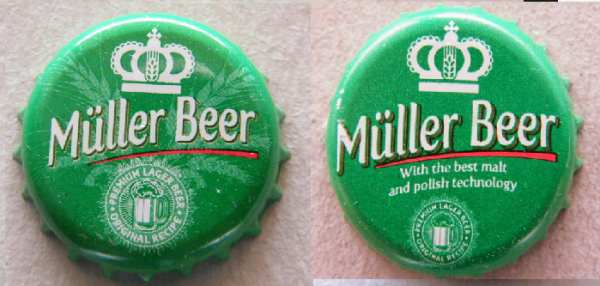 Müller Beer
PREMIUM LAGER BEER
ORIGINAL RECIPE
Müller Beer
With the best malt
and polish technology
PREMIUM LAGER BEER
ORIGINAL RECIPE